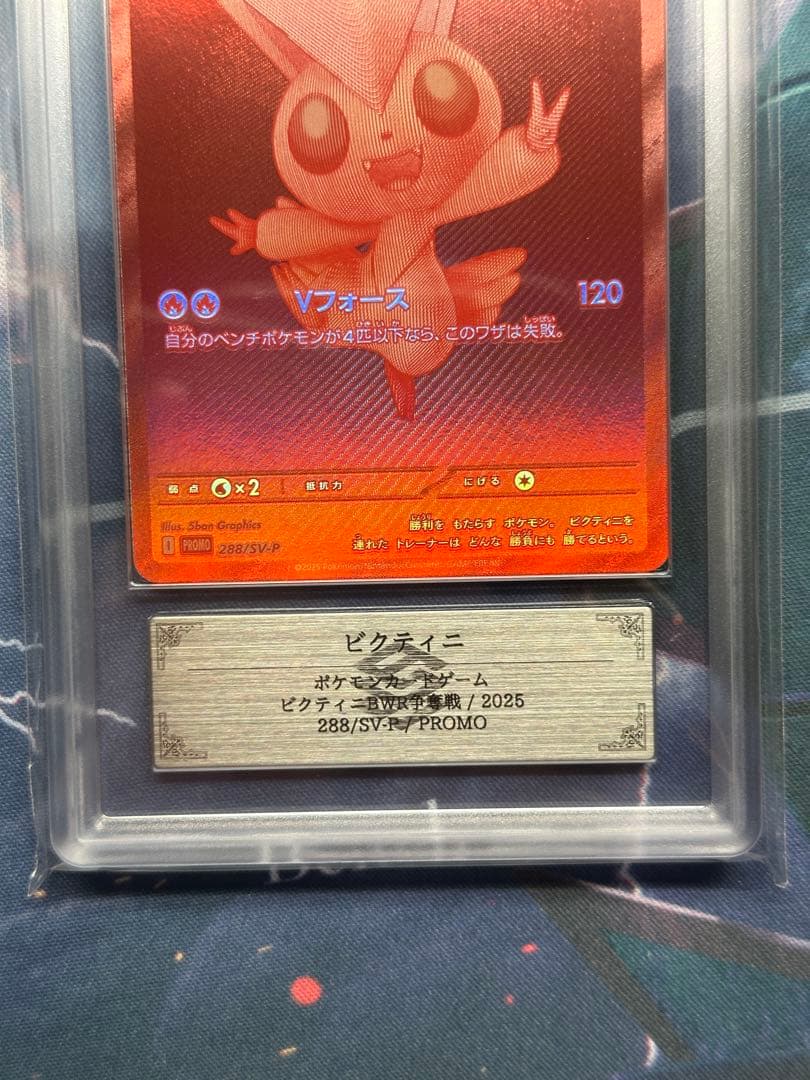 Vフォース 120
自分のベンチポケモンが4匹以下なら、このワザは失敗。
弱点 ×2 抵抗力 にげる
Illus. 5ban Graphics
勝利を もたらす ポケモン。 ビクティニを
I PROMO 288/SV-P
連れた トレーナーは どんな 勝負にも 勝てるという。
©2025 Pokémon/Nintendo/Creatures/GAME FREAK
ビクティニ
ポケモンカードゲーム
ビクティニBWR争奪戦 / 2025
288/SV-P / PROMO